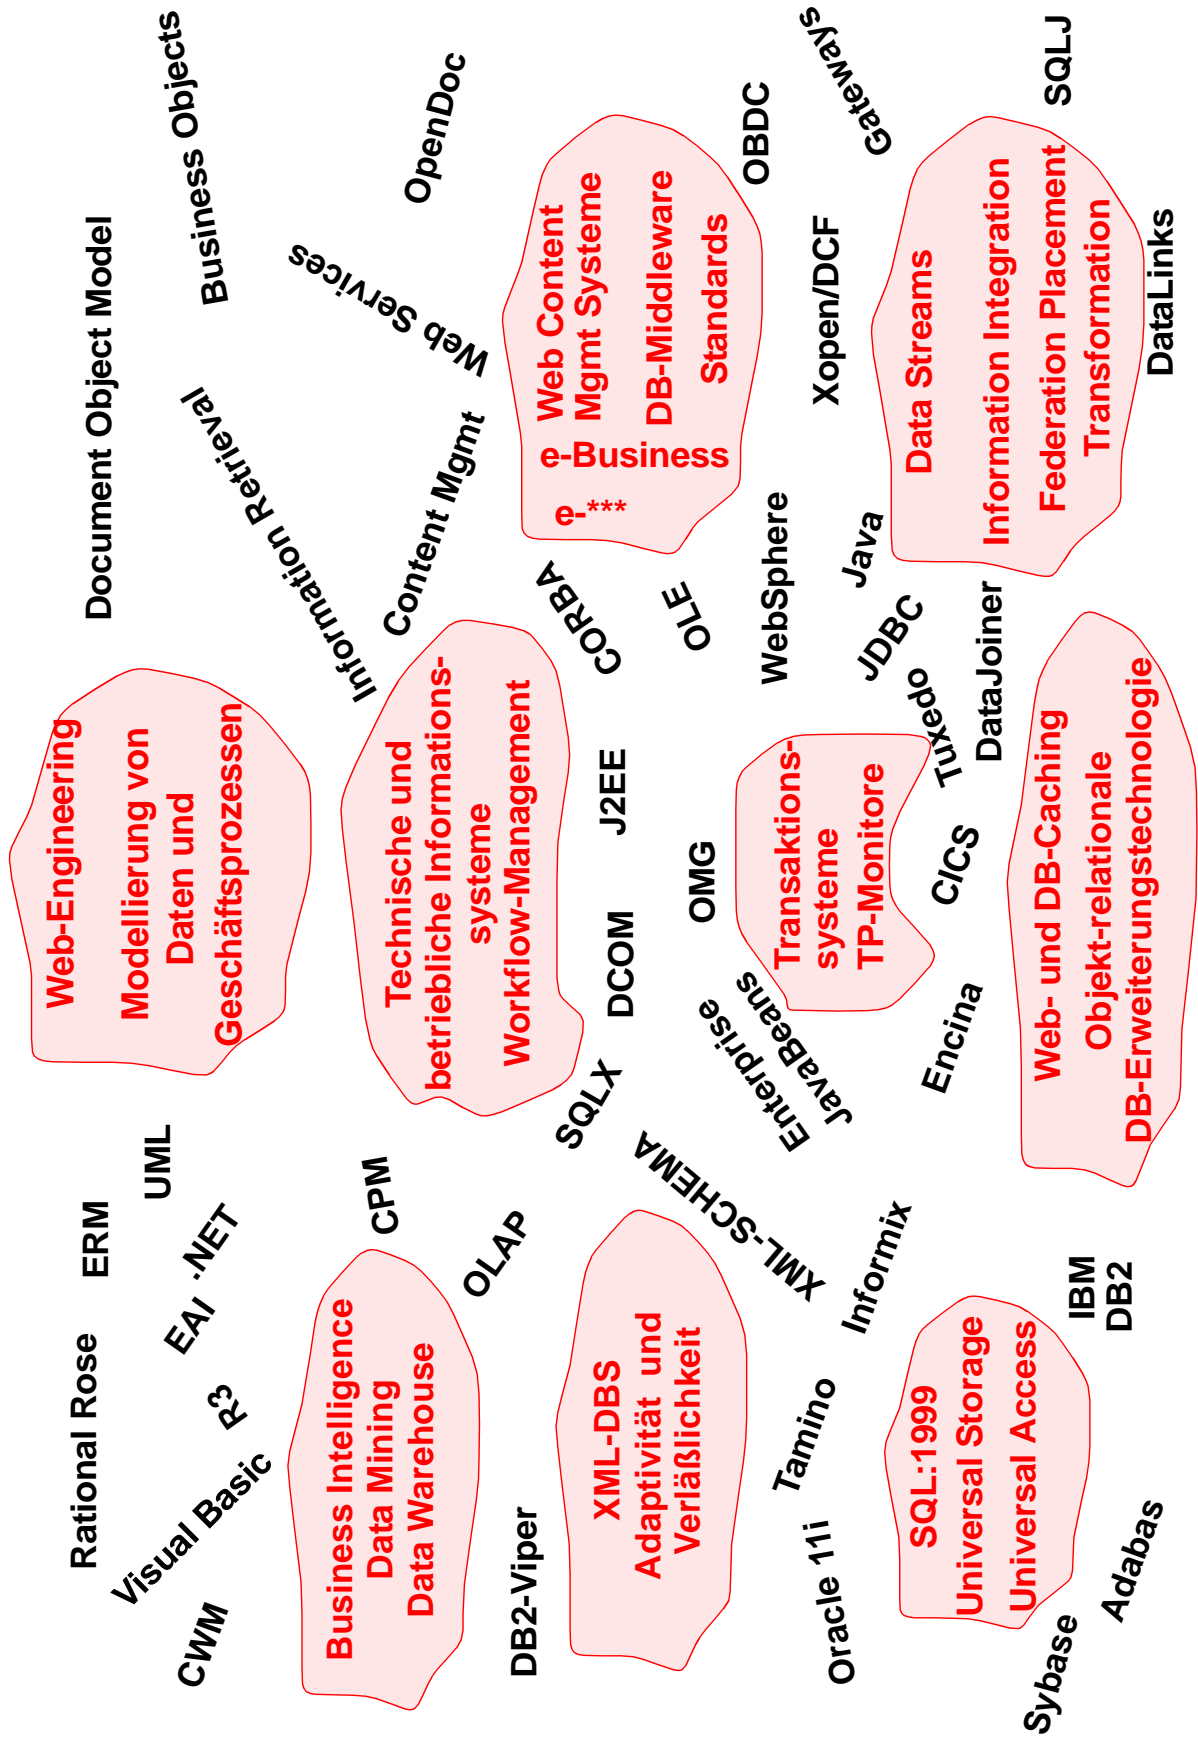 Rational Rose
ERM
UML
Web-Engineering
Modellierung von
Daten und
Geschäftsprozessen
Document Object Model
Business Objects
CWM
Visual Basic
R3
EAI
.NET
Information Retrieval
Web Services
OpenDoc
Business Intelligence
Data Mining
Data Warehouse
CPM
OLAP
Technische und
betriebliche Informations-
systeme
Workflow-Management
Content Mgmt
DB2-Viper
SQLX
CORBA
Web Content
Mgmt Systeme
e-Business
e-***
DB-Middleware
Standards
XML-DBS
Adaptivität und
Verläßlichkeit
XML-SCHEMA
DCOM
J2EE
OLE
OMG
OBDC
Enterprise
JavaBeans
WebSphere
Xopen/DCF
Gateways
Oracle 11i
Tamino
Informix
Transaktions-
systeme
TP-Monitore
JDBC
Java
Encina
CICS
Tuxedo
DataJoiner
SQL:1999
Universal Storage
Universal Access
Data Streams
Information Integration
Federation Placement
Transformation
SQLJ
Sybase
Adabas
IBM
DB2
Web- und DB-Caching
Objekt-relationale
DB-Erweiterungstechnologie
DataLinks